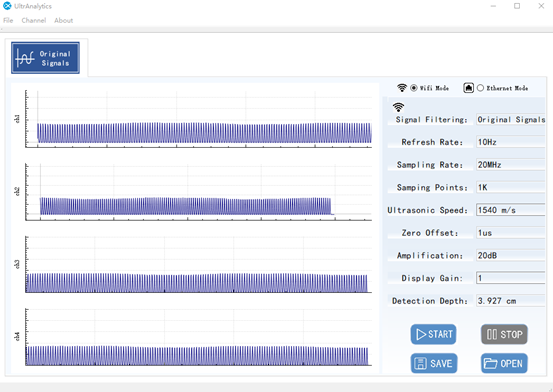 UltrAnalytics
File Channel About
Original
Signals
Wifi Mode Ethernet Mode
Signal Filtering: Original Signals
ch1
Refresh Rate: 10Hz
Sampling Rate: 20MHz
Samping Points: 1K
ch2
Ultrasonic Speed: 1540 m/s
Zero Offset: 1us
Amplification: 20dB
ch3
Display Gain: 1
Detection Depth: 3.927 cm
ch4
START STOP
SAVE OPEN